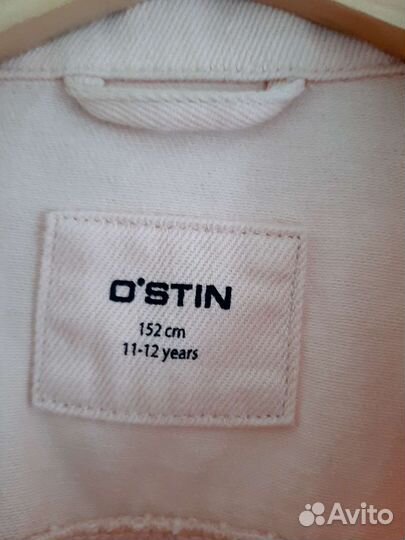 O'STIN
152 cm
11-12 years
Avito